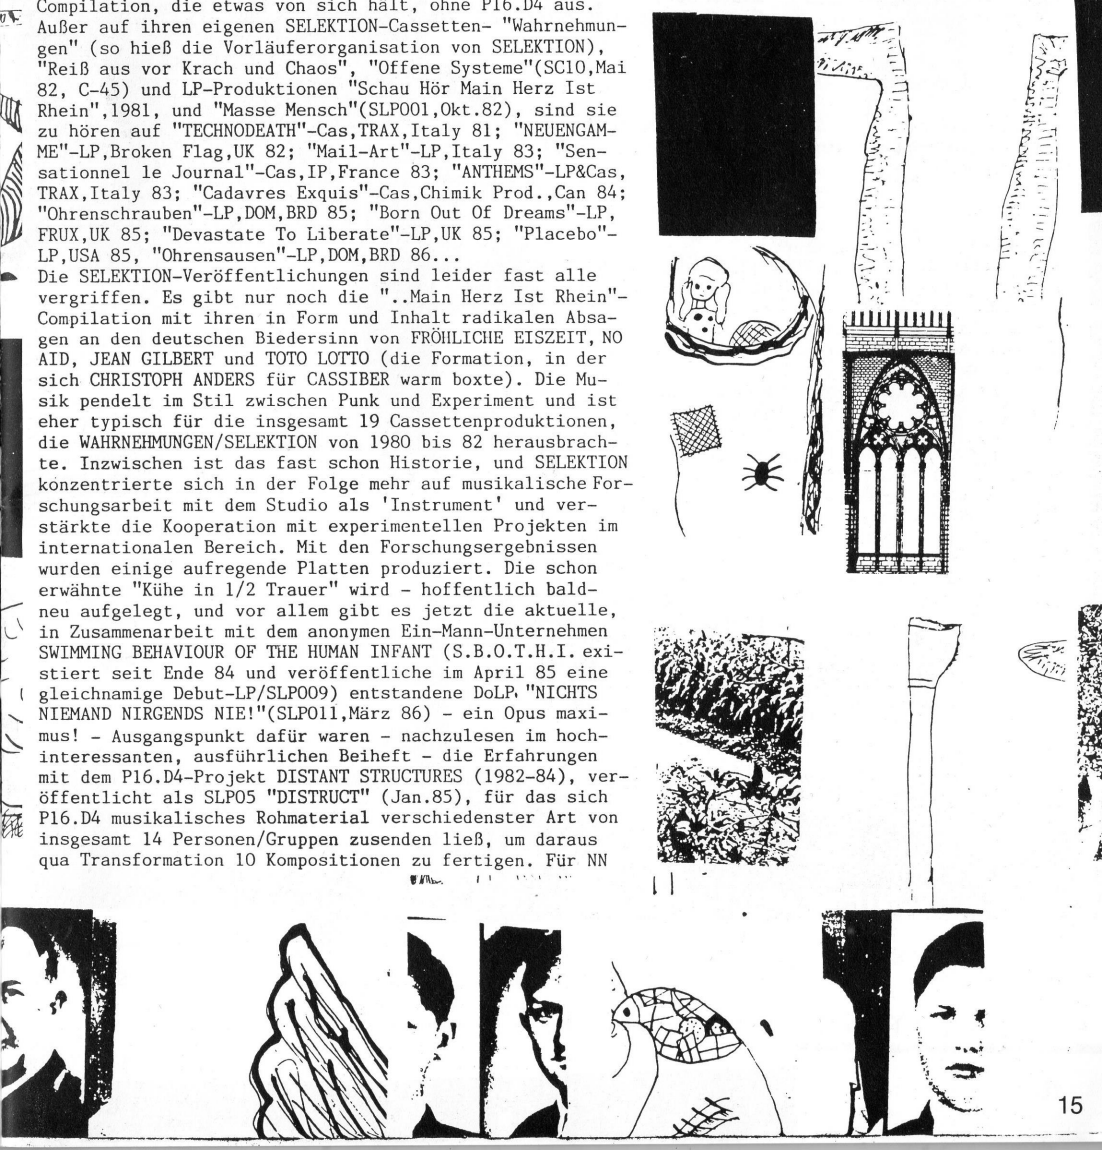 Compilation, die etwas von sich hält, ohne P16.D4 aus.
Außer auf ihren eigenen SELEKTION-Cassetten- "Wahrnehmun-
gen" (so hieß die Vorläuferorganisation von SELEKTION),
"Reiß aus vor Krach und Chaos", "Offene Systeme"(SC10,Mai
82, C-45) und LP-Produktionen "Schau Hör Main Herz Ist
Rhein",1981, und "Masse Mensch"(SLP001,Okt.82), sind sie
zu hören auf "TECHNODEATH"-Cas,TRAX,Italy 81; "NEUENGAM-
ME"-LP,Broken Flag,UK 82; "Mail-Art"-LP,Italy 83; "Sen-
sationnel le Journal"-Cas,IP,France 83; "ANTHEMS"-LP&Cas,
TRAX,Italy 83; "Cadavres Exquis"-Cas,Chimik Prod.,Can 84;
"Ohrenschrauben"-LP,DOM,BRD 85; "Born Out Of Dreams"-LP,
FRUX,UK 85; "Devastate To Liberate"-LP,UK 85; "Placebo"-
LP,USA 85, "Ohrensausen"-LP,DOM,BRD 86...
Die SELEKTION-Veröffentlichungen sind leider fast alle
vergriffen. Es gibt nur noch die "..Main Herz Ist Rhein"-
Compilation mit ihren in Form und Inhalt radikalen Absa-
gen an den deutschen Biedersinn von FRÖHLICHE EISZEIT, NO
AID, JEAN GILBERT und TOTO LOTTO (die Formation, in der
sich CHRISTOPH ANDERS für CASSIBER warm boxte). Die Mu-
sik pendelt im Stil zwischen Punk und Experiment und ist
eher typisch für die insgesamt 19 Cassettenproduktionen,
die WAHRNEHMUNGEN/SELEKTION von 1980 bis 82 herausbrach-
te. Inzwischen ist das fast schon Historie, und SELEKTION
konzentrierte sich in der Folge mehr auf musikalische For-
schungsarbeit mit dem Studio als 'Instrument' und ver-
stärkte die Kooperation mit experimentellen Projekten im
internationalen Bereich. Mit den Forschungsergebnissen
wurden einige aufregende Platten produziert. Die schon
erwähnte "Kühe in 1/2 Trauer" wird - hoffentlich bald-
neu aufgelegt, und vor allem gibt es jetzt die aktuelle,
in Zusammenarbeit mit dem anonymen Ein-Mann-Unternehmen
SWIMMING BEHAVIOUR OF THE HUMAN INFANT (S.B.O.T.H.I. exi-
stiert seit Ende 84 und veröffentliche im April 85 eine
gleichnamige Debut-LP/SLP009) entstandene DoLP. "NICHTS
NIEMAND NIRGENDS NIE!"(SLP011,März 86) - ein Opus maxi-
mus! - Ausgangspunkt dafür waren - nachzulesen im hoch-
interessanten, ausführlichen Beiheft - die Erfahrungen
mit dem P16.D4-Projekt DISTANT STRUCTURES (1982-84), ver-
öffentlicht als SLP05 "DISTRUCT" (Jan.85), für das sich
P16.D4 musikalisches Rohmaterial verschiedenster Art von
insgesamt 14 Personen/Gruppen zusenden ließ, um daraus
qua Transformation 10 Kompositionen zu fertigen. Für NN
15